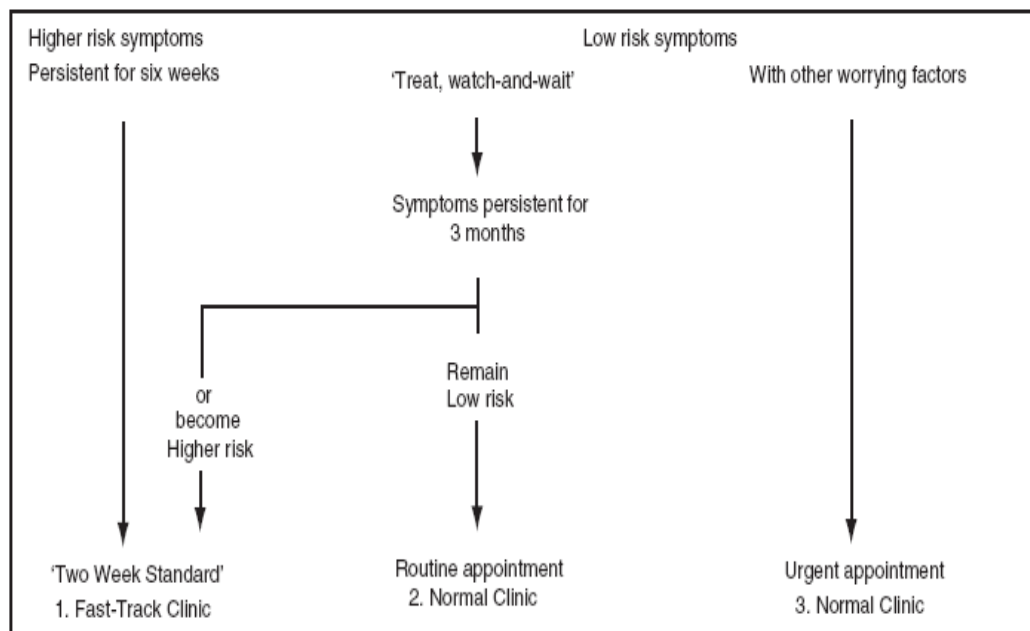 Higher risk symptoms
Low risk symptoms
Persistent for six weeks
'Treat, watch-and-wait'
With other worrying factors
Symptoms persistent for
3 months
or
become
Higher risk
Remain
Low risk
'Two Week Standard'
1. Fast-Track Clinic
Routine appointment
2. Normal Clinic
Urgent appointment
3. Normal Clinic